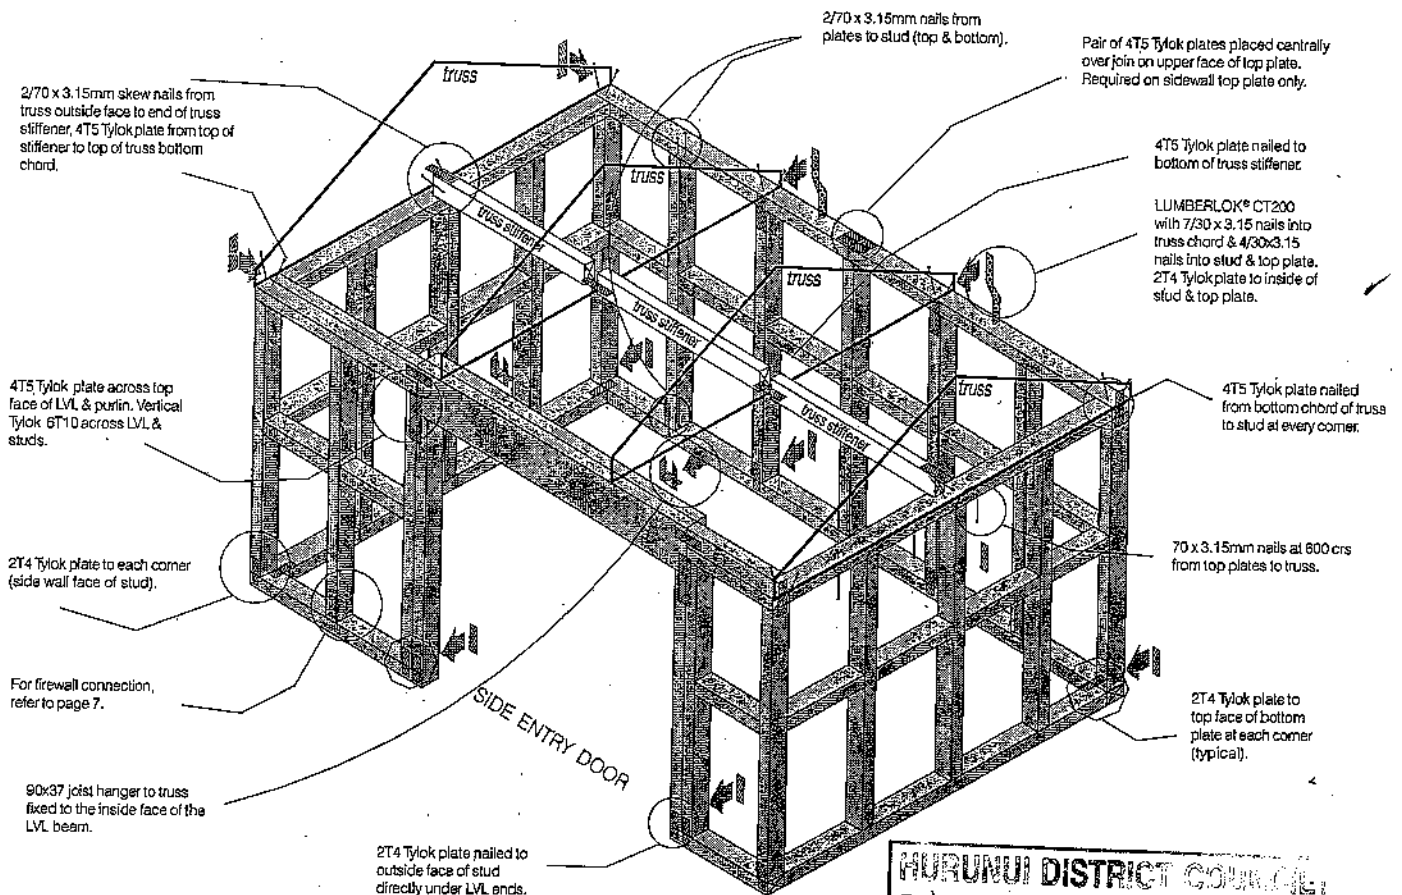 2/70 x 3.15mm nails from
plates to stud (top & bottom).
Pair of 4T5 Tylok plates placed centrally
over join on upper face of top plate.
Required on sidewall top plate only.
2/70 x 3.15mm skew nails from
truss outside face to end of truss
stiffener, 4T5 Tylok plate from top of
stiffener to top of truss bottom
chord.
4T5 Tylok plate nailed to
bottom of truss stiffener.
LUMBERLOK® CT200
with 7/30 x 3.15 nails into
truss chord & 4/30x3.15
nails into stud & top plate.
2T4 Tylok plate to inside of
stud & top plate.
truss
truss
truss
truss
truss stiffener
truss stiffener
truss stiffener
4T5 Tylok plate across top
face of LVL & purlin. Vertical
Tylok 6T10 across LVL &
studs.
4T5 Tylok plate nailed
from bottom chord of truss
to stud at every corner.
2T4 Tylok plate to each corner
(side wall face of stud).
70 x 3.15mm nails at 600 crs
from top plates to truss.
For firewall connection,
refer to page 7.
SIDE ENTRY DOOR
2T4 Tylok plate to
top face of bottom
plate at each corner
(typical).
90x37 joist hanger to truss
fixed to the inside face of the
LVL beam.
2T4 Tylok plate nailed to
outside face of stud
directly under LVL ends.
HURUNUI DISTRICT COUNCIL